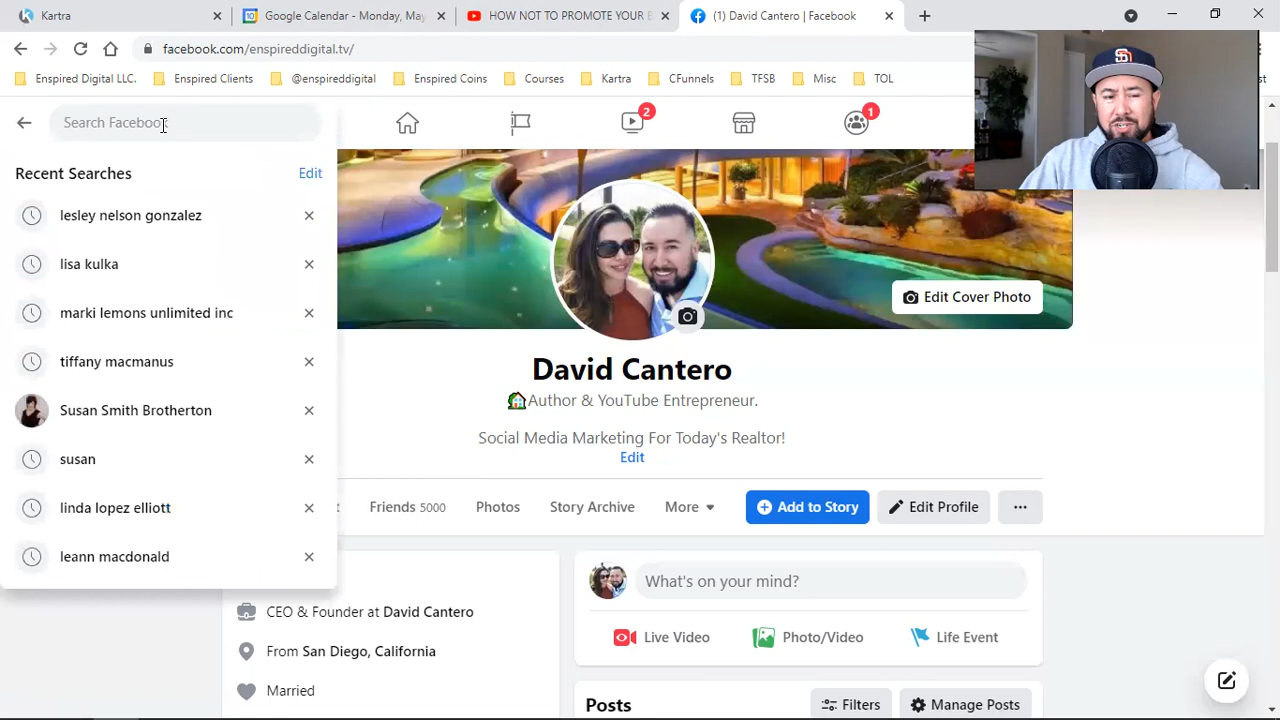 Kartra
Google Calendar - Monday, May
HOW NOT TO PROMOTE YOUR B
(1) David Cantero | Facebook
facebook.com/enspireddigital.tv/
Enspired Digital LLC.
Enspired Clients
@enspireddigital
Enspired Coins
Courses
Kartra
CFunnels
TFSB
Misc
TOL
Search Facebook
2
1
Recent Searches
Edit
lesley nelson gonzalez
lisa kulka
marki lemons unlimited inc
tiffany macmanus
Susan Smith Brotherton
susan
linda lopez elliott
leann macdonald
Edit Cover Photo
David Cantero
Author & YouTube Entrepreneur.
Social Media Marketing For Today's Realtor!
Edit
Friends 5000
Photos
Story Archive
More
Add to Story
Edit Profile
What's on your mind?
CEO & Founder at David Cantero
Live Video
Photo/Video
Life Event
From San Diego, California
Married
Posts
Filters
Manage Posts